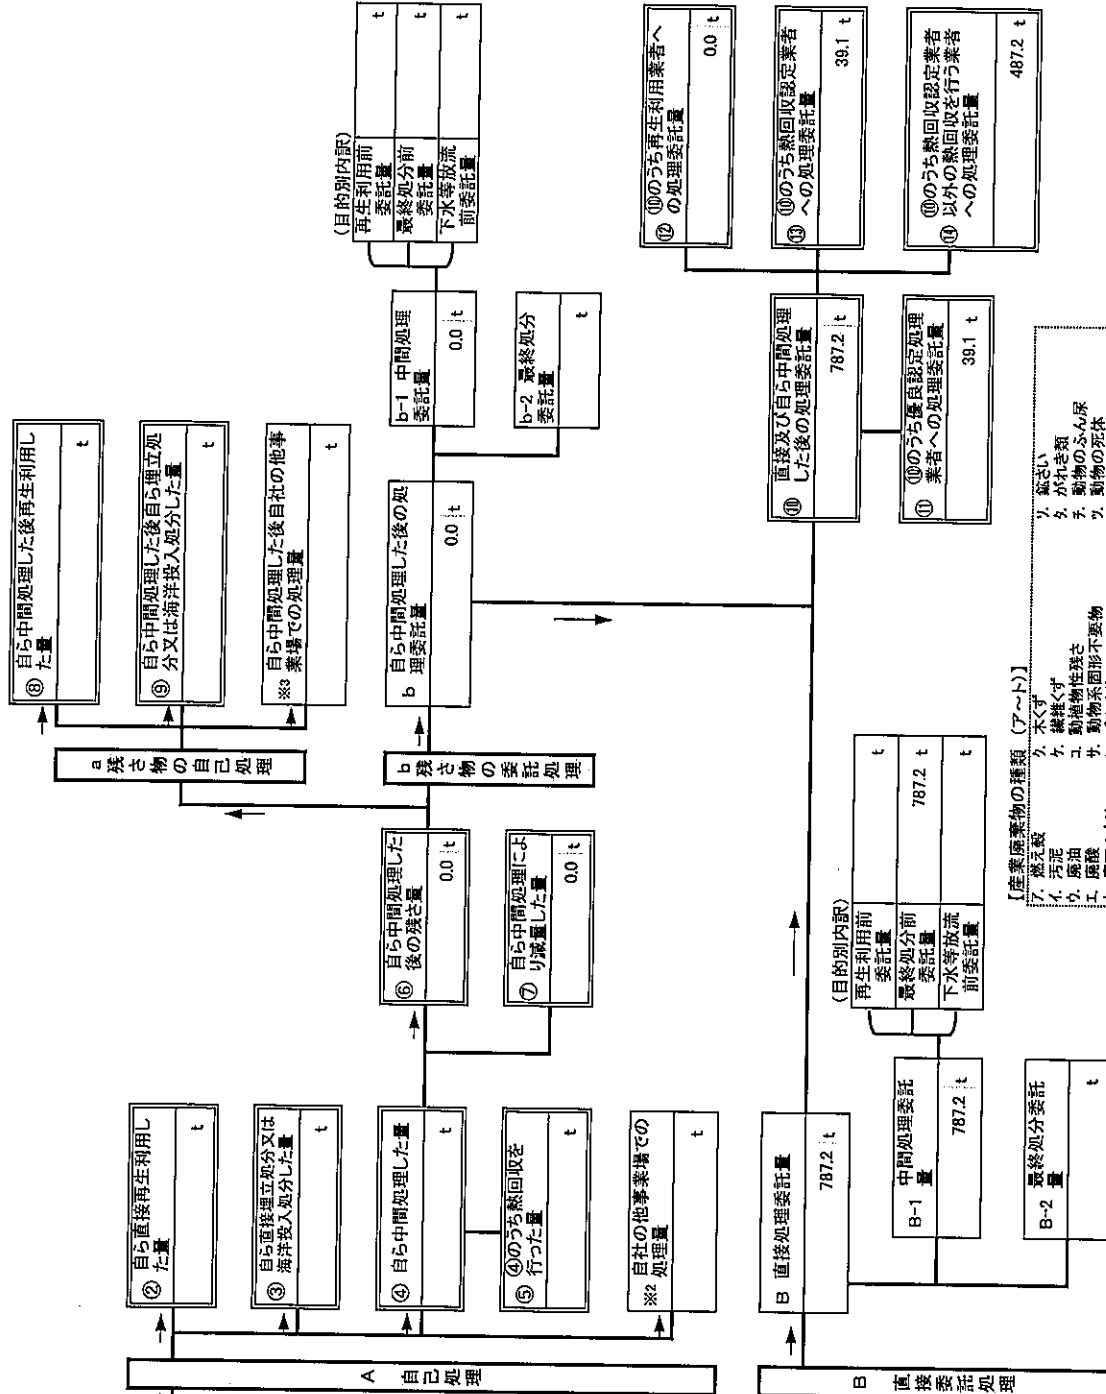 A 自己処理
② 自ら直接再生利用し
た量
t
③ 自ら直接埋立処分又は
海洋投入処分した量
t
④ 自ら中間処理した量
t
⑤ ④のうち熱回収を
行った量
t
※2 自社の他事業場での
処理量
t
⑥ 自ら中間処理した
後の残さ量
0.0 t
⑦ 自ら中間処理によ
り減量した量
0.0 t
a 残さ物の自己処理
⑧ 自ら中間処理した後再生利用し
た量
t
⑨ 自ら中間処理した後自ら埋立処
分又は海洋投入処分した量
t
※3 自ら中間処理した後自社の他事
業場での処理量
t
b 残さ物の委託処理
b 自ら中間処理した後の処
理委託量
0.0 t
b-1 中間処理
委託量
0.0 t
b-2 最終処分
委託量
t
(目的別内訳)
再生利用前
委託量
t
最終処分前
委託量
t
下水等放流
前委託量
t
B 直接委託処理
B 直接処理委託量
787.2 t
B-1 中間処理委託
量
787.2 t
B-2 最終処分委託
量
t
(目的別内訳)
再生利用前
委託量
t
最終処分前
委託量
787.2 t
下水等放流
前委託量
t
⑩ 直接及び自ら中間処理
した後の処理委託量
787.2 t
⑪ ⑩のうち優良認定処理
業者への処理委託量
39.1 t
⑫ ⑩のうち再生利用業者へ
の処理委託量
0.0 t
⑬ ⑩のうち熱回収認定業者
への処理委託量
39.1 t
⑭ ⑩のうち熱回収認定業者
以外の熱回収を行う業者
への処理委託量
487.2 t
【産業廃棄物の種類 (ア～ト)】
ア. 燃え殻
イ. 汚泥
ウ. 廃油
エ. 廃酸
ク. 木くず
ケ. 繊維くず
コ. 動植物性残さ
サ. 動物系固形不要物
ソ. 鉱さい
タ. がれき類
チ. 動物のふん尿
ツ. 動物の死体